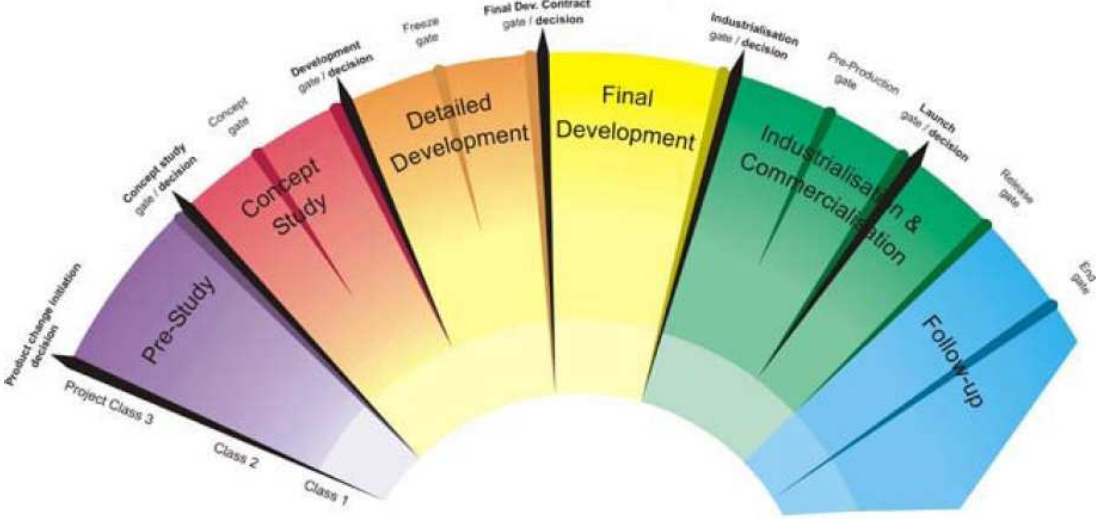 Product change initiation
decision
Concept study
gate / decision
Concept
gate
Development
gate / decision
Freeze
gate
Final Dev. Contract
gate / decision
Industrialisation
gate / decision
Pre-Production
gate
Launch
gate / decision
Release
gate
End
gate
Pre-Study
Concept
Study
Detailed
Development
Final
Development
Industrialisation &
Commercialisation
Follow-up
Project Class 3
Class 2
Class 1